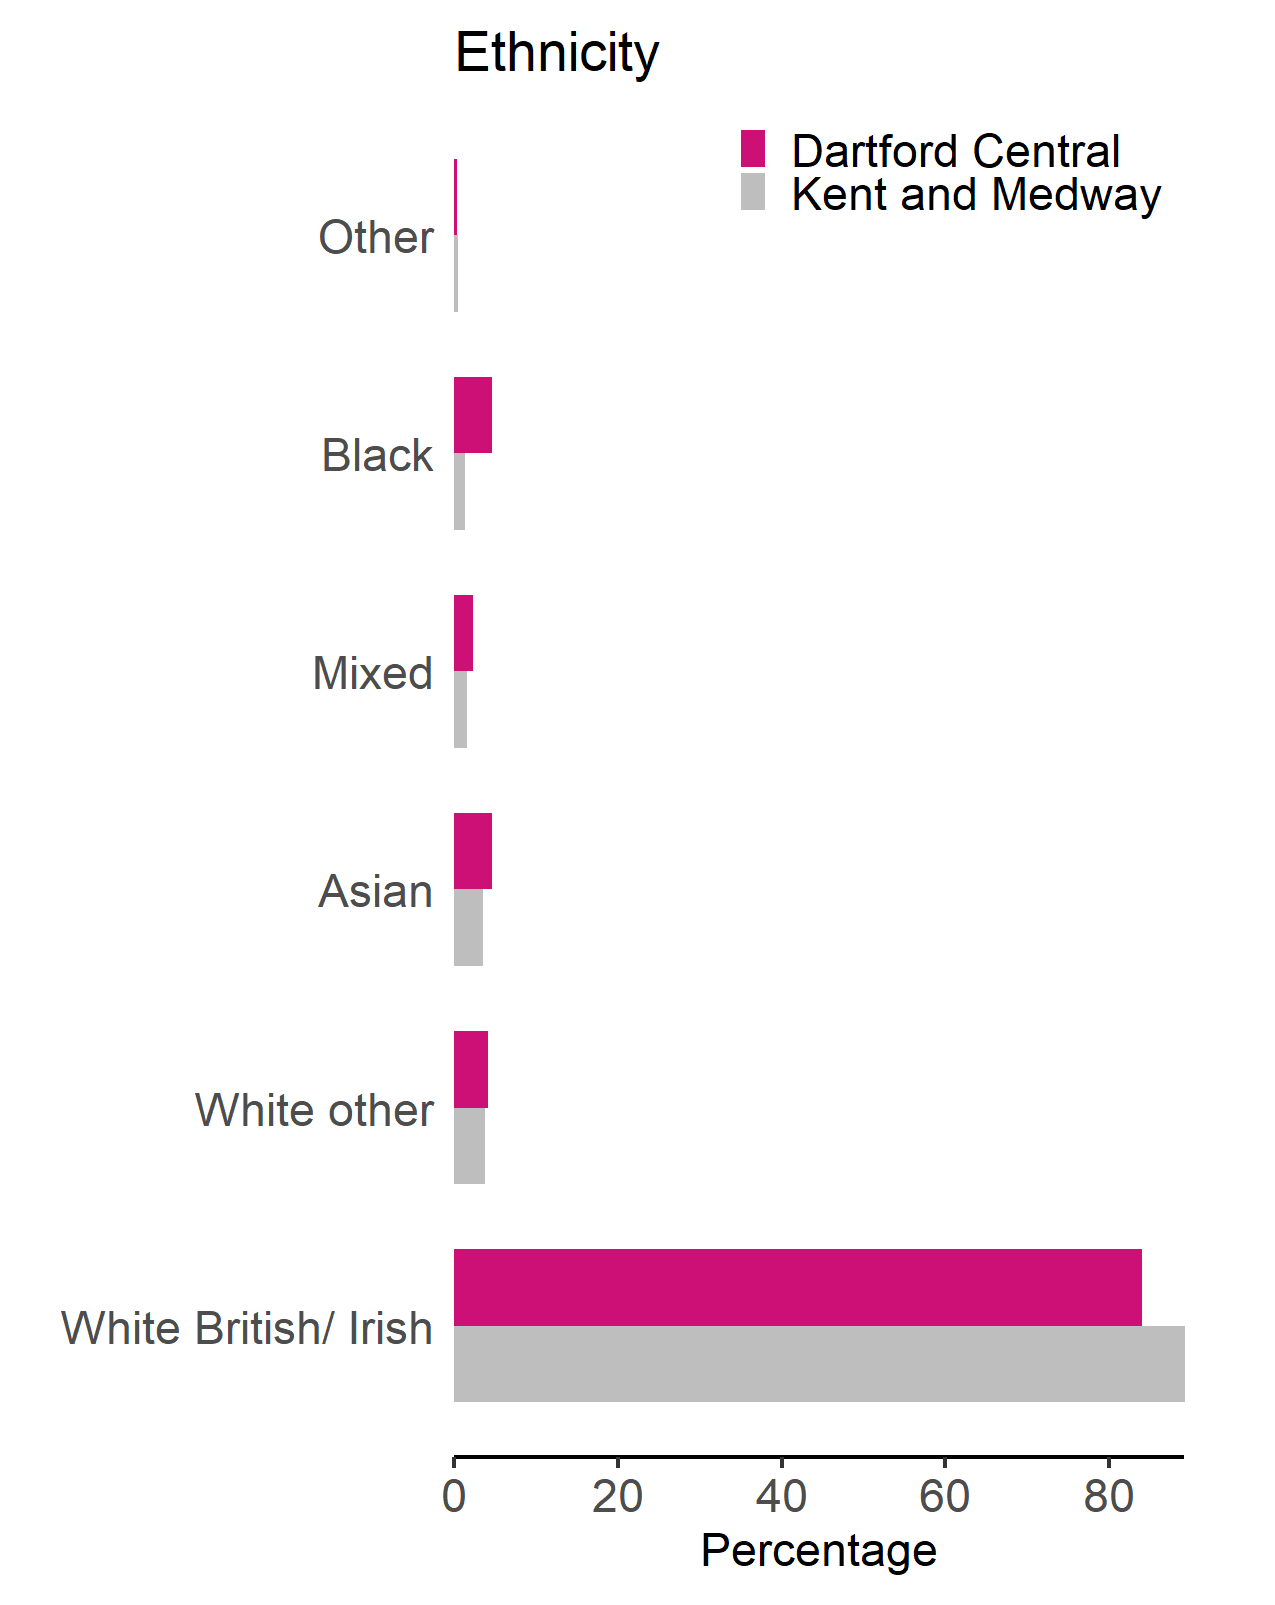 Ethnicity
Dartford Central
Kent and Medway
Other
Black
Mixed
Asian
White other
White British/ Irish
0 20 40 60 80
Percentage